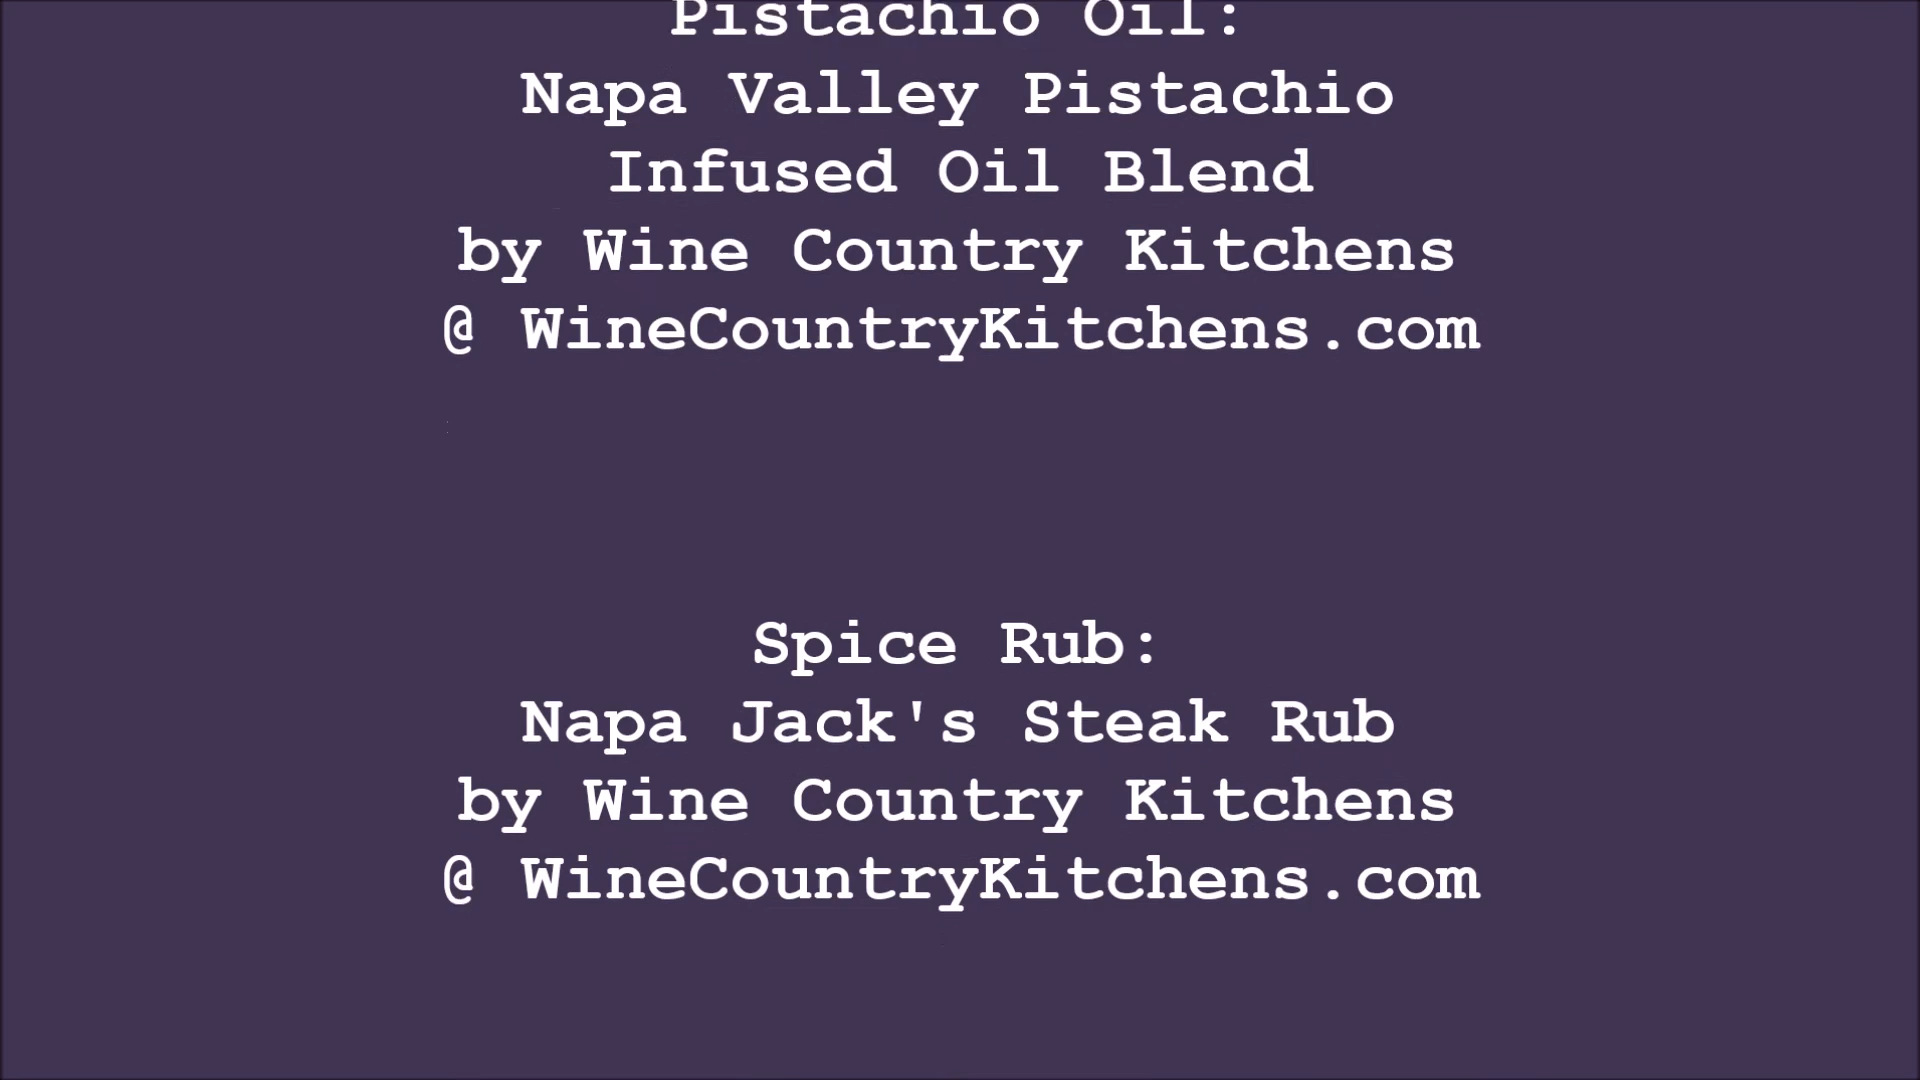 Pistachio Oil:
Napa Valley Pistachio
Infused Oil Blend
by Wine Country Kitchens
@ WineCountryKitchens.com
Spice Rub:
Napa Jack's Steak Rub
by Wine Country Kitchens
@ WineCountryKitchens.com